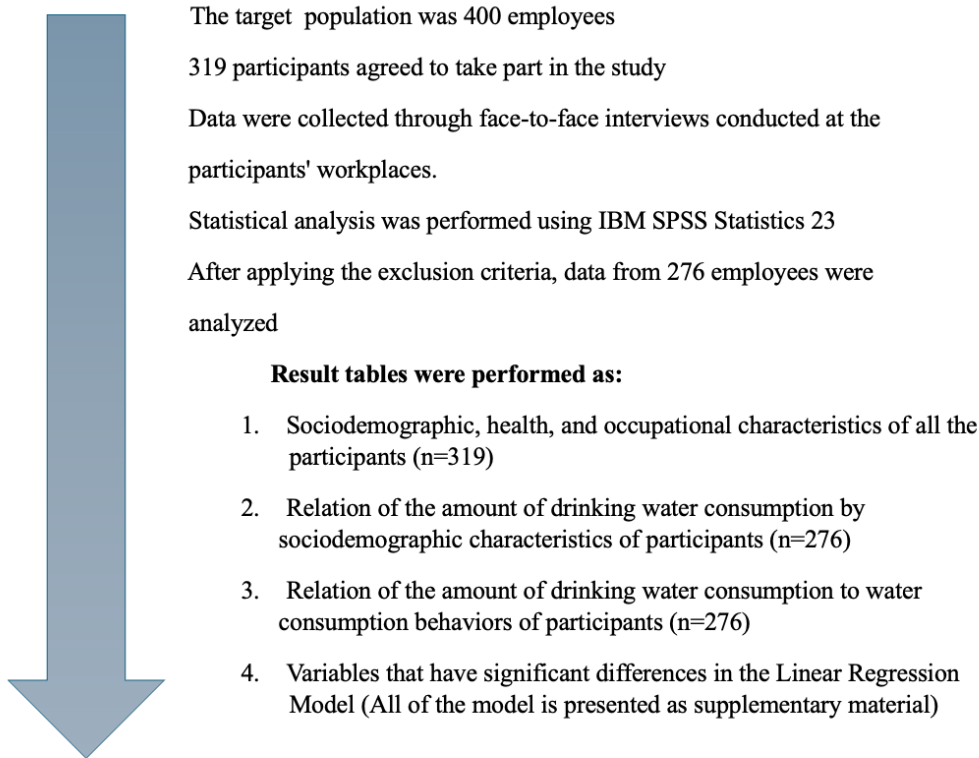 The target population was 400 employees
319 participants agreed to take part in the study
Data were collected through face-to-face interviews conducted at the
participants' workplaces.
Statistical analysis was performed using IBM SPSS Statistics 23
After applying the exclusion criteria, data from 276 employees were
analyzed
Result tables were performed as:
1. Sociodemographic, health, and occupational characteristics of all the
participants (n=319)
2. Relation of the amount of drinking water consumption by
sociodemographic characteristics of participants (n=276)
3. Relation of the amount of drinking water consumption to water
consumption behaviors of participants (n=276)
4. Variables that have significant differences in the Linear Regression
Model (All of the model is presented as supplementary material)